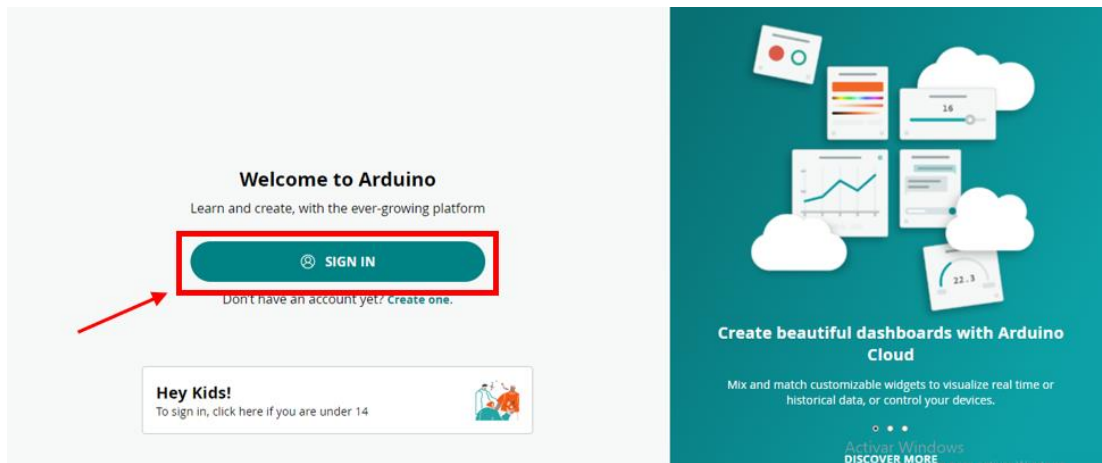 Welcome to Arduino
Learn and create, with the ever-growing platform
SIGN IN
Don't have an account yet? Create one.
Hey Kids!
To sign in, click here if you are under 14
16
22.3
Create beautiful dashboards with Arduino
Cloud
Mix and match customizable widgets to visualize real time or
historical data, or control your devices.
Activar Windows
DISCOVER MORE